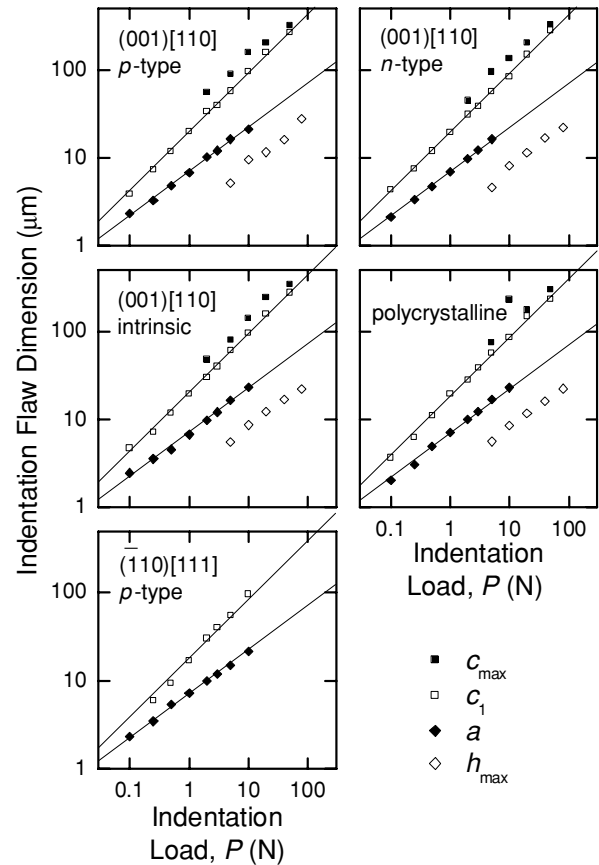 Indentation Flaw Dimension (μm)
(001)[110]
p-type
100
10
1
(001)[110]
n-type
(001)[110]
intrinsic
100
10
1
polycrystalline
0.1 1 10 100
Indentation
Load, P (N)
(1̅10)[111]
p-type
100
10
1
0.1 1 10 100
Indentation
Load, P (N)
c_max
c_1
a
h_max